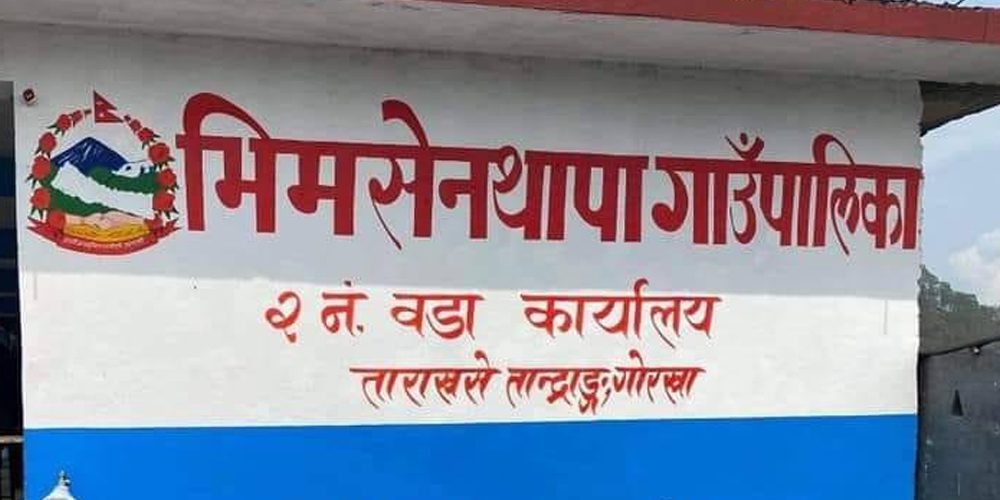 भिमसेनथापा गाउँपालिका
२ नं. वडा कार्यालय
ताराखसे तान्द्राङ्ग;गोरखा